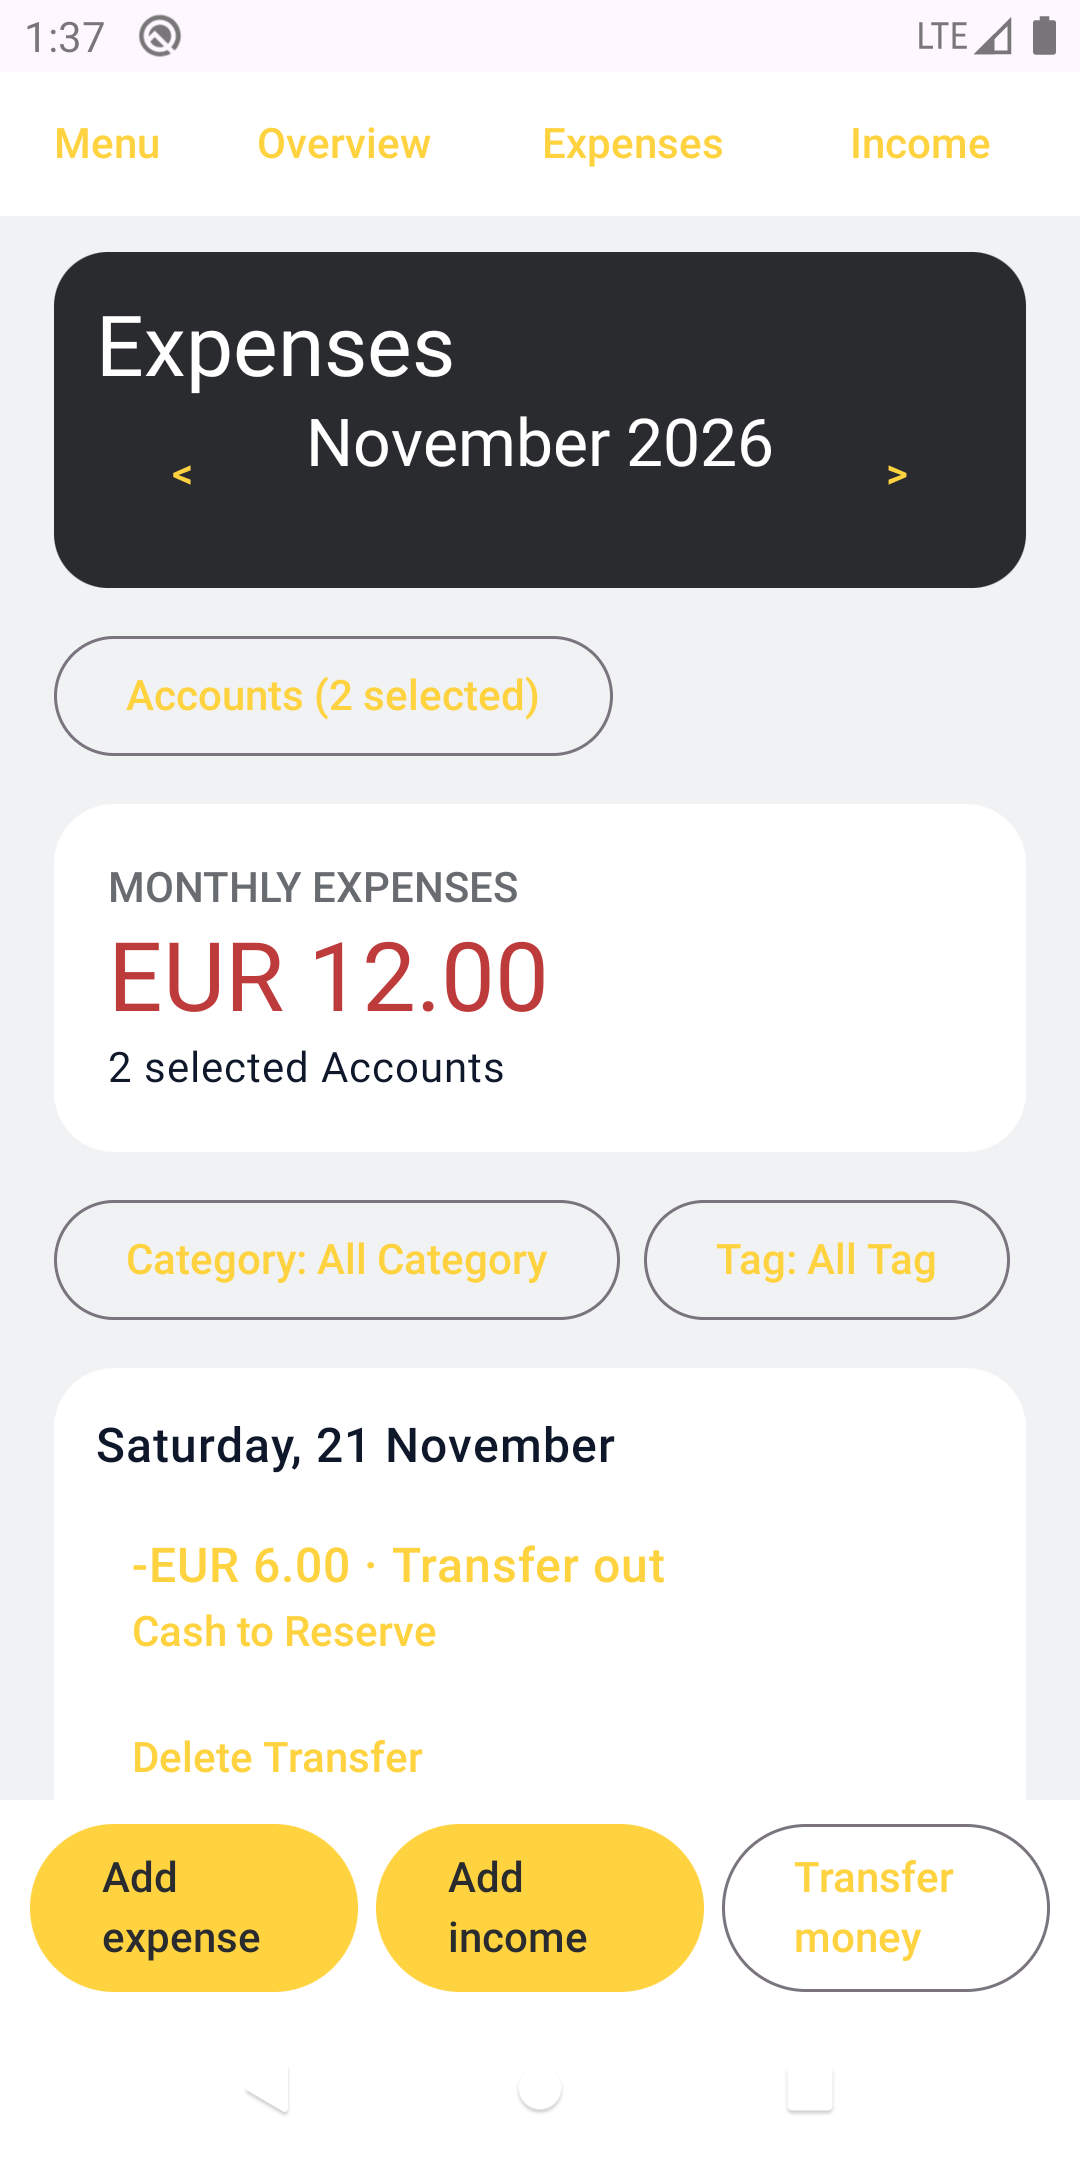 1:37
LTE
Menu
Overview
Expenses
Income
Expenses
November 2026
<
>
Accounts (2 selected)
MONTHLY EXPENSES
EUR 12.00
2 selected Accounts
Category: All Category
Tag: All Tag
Saturday, 21 November
-EUR 6.00 · Transfer out
Cash to Reserve
Delete Transfer
Add
expense
Add
income
Transfer
money